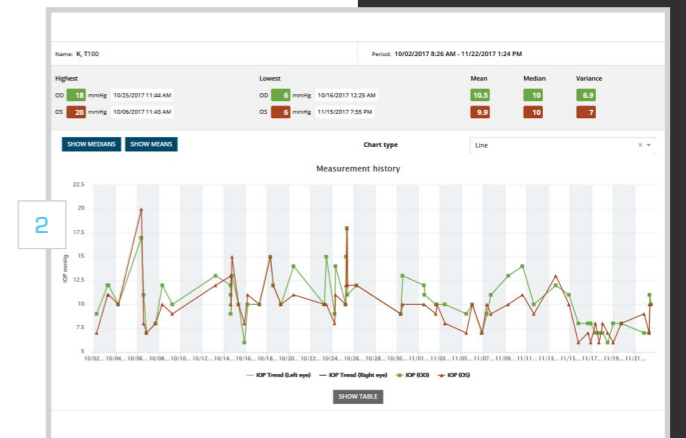 Name: K, T100 Period: 10/02/2017 8:26 AM - 11/22/2017 1:24 PM
Highest Lowest Mean Median Variance
OD 18 mmHg 10/25/2017 11:44 AM OD 6 mmHg 10/16/2017 12:25 AM 10.5 10 6.9
OS 20 mmHg 10/06/2017 11:43 AM OS 6 mmHg 11/15/2017 7:55 PM 9.9 10 7
SHOW MEDIANS SHOW MEANS Chart type Line ×
Measurement history
2
IOP mmHg
22.5
20
17.5
15
12.5
10
7.5
5
10/02... 10/04... 10/06... 10/08... 10/10... 10/12... 10/14... 10/16... 10/18... 10/20... 10/22... 10/24... 10/26... 10/28... 10/30... 11/01... 11/03... 11/05... 11/07... 11/09... 11/11... 11/13... 11/15... 11/17... 11/19... 11/21...
IOP Trend (Left eye) IOP Trend (Right eye) IOP (OD) IOP (OS)
SHOW TABLE